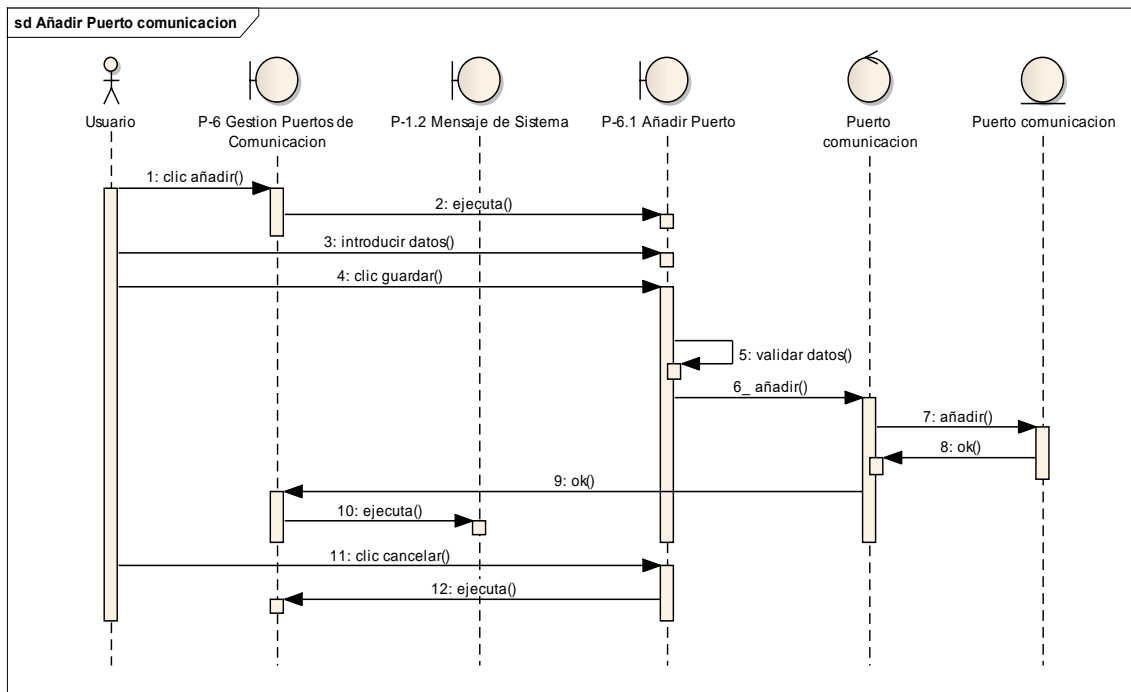 sd Añadir Puerto comunicacion
Usuario
P-6 Gestion Puertos de
Comunicacion
P-1.2 Mensaje de Sistema
P-6.1 Añadir Puerto
Puerto
comunicacion
Puerto comunicacion
1: clic añadir()
2: ejecuta()
3: introducir datos()
4: clic guardar()
5: validar datos()
6_ añadir()
7: añadir()
8: ok()
9: ok()
10: ejecuta()
11: clic cancelar()
12: ejecuta()